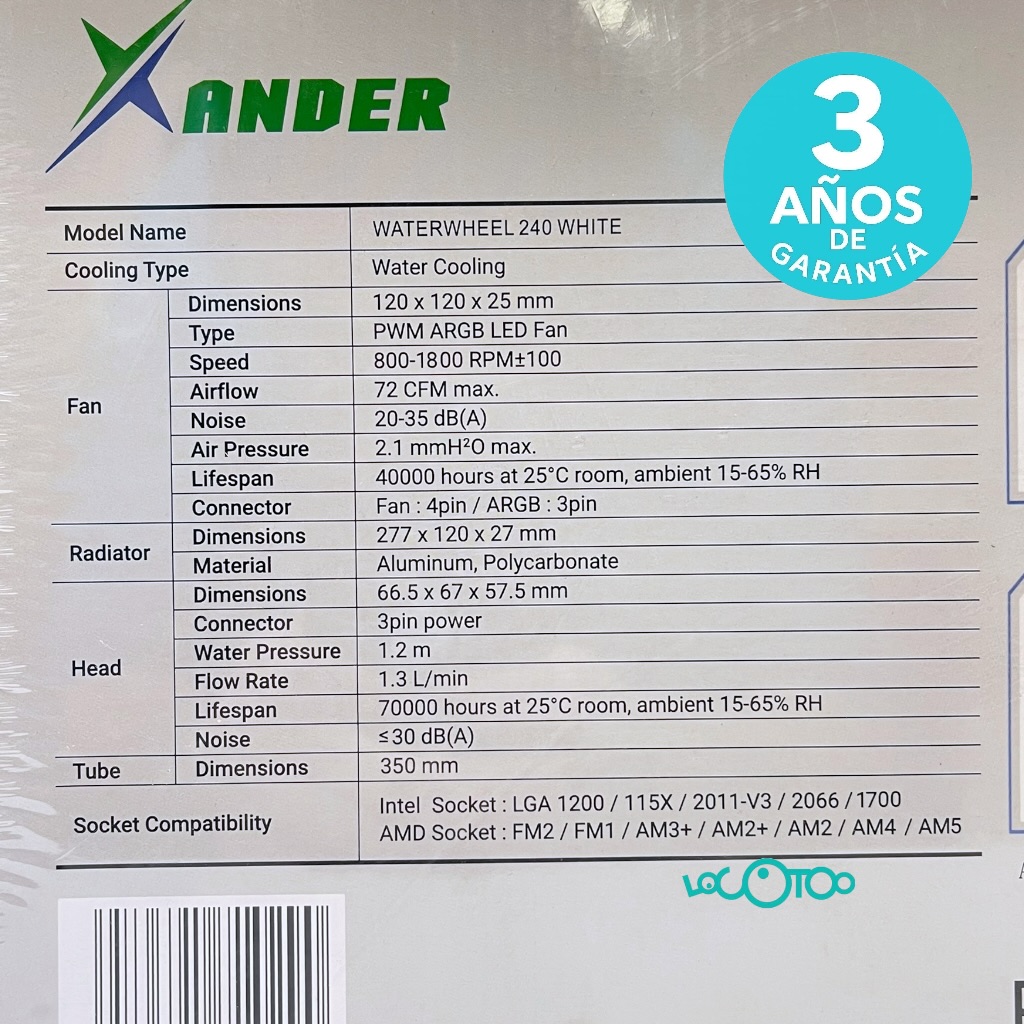 XANDER
3
AÑOS
DE
GARANTÍA
Model Name WATERWHEEL 240 WHITE
Cooling Type Water Cooling
Fan
Dimensions 120 x 120 x 25 mm
Type PWM ARGB LED Fan
Speed 800-1800 RPM±100
Airflow 72 CFM max.
Noise 20-35 dB(A)
Air Pressure 2.1 mmH²O max.
Lifespan 40000 hours at 25°C room, ambient 15-65% RH
Connector Fan : 4pin / ARGB : 3pin
Radiator
Dimensions 277 x 120 x 27 mm
Material Aluminum, Polycarbonate
Head
Dimensions 66.5 x 67 x 57.5 mm
Connector 3pin power
Water Pressure 1.2 m
Flow Rate 1.3 L/min
Lifespan 70000 hours at 25°C room, ambient 15-65% RH
Noise ≤30 dB(A)
Tube Dimensions 350 mm
Socket Compatibility
Intel Socket : LGA 1200 / 115X / 2011-V3 / 2066 / 1700
AMD Socket : FM2 / FM1 / AM3+ / AM2+ / AM2 / AM4 / AM5
LOCOTOO